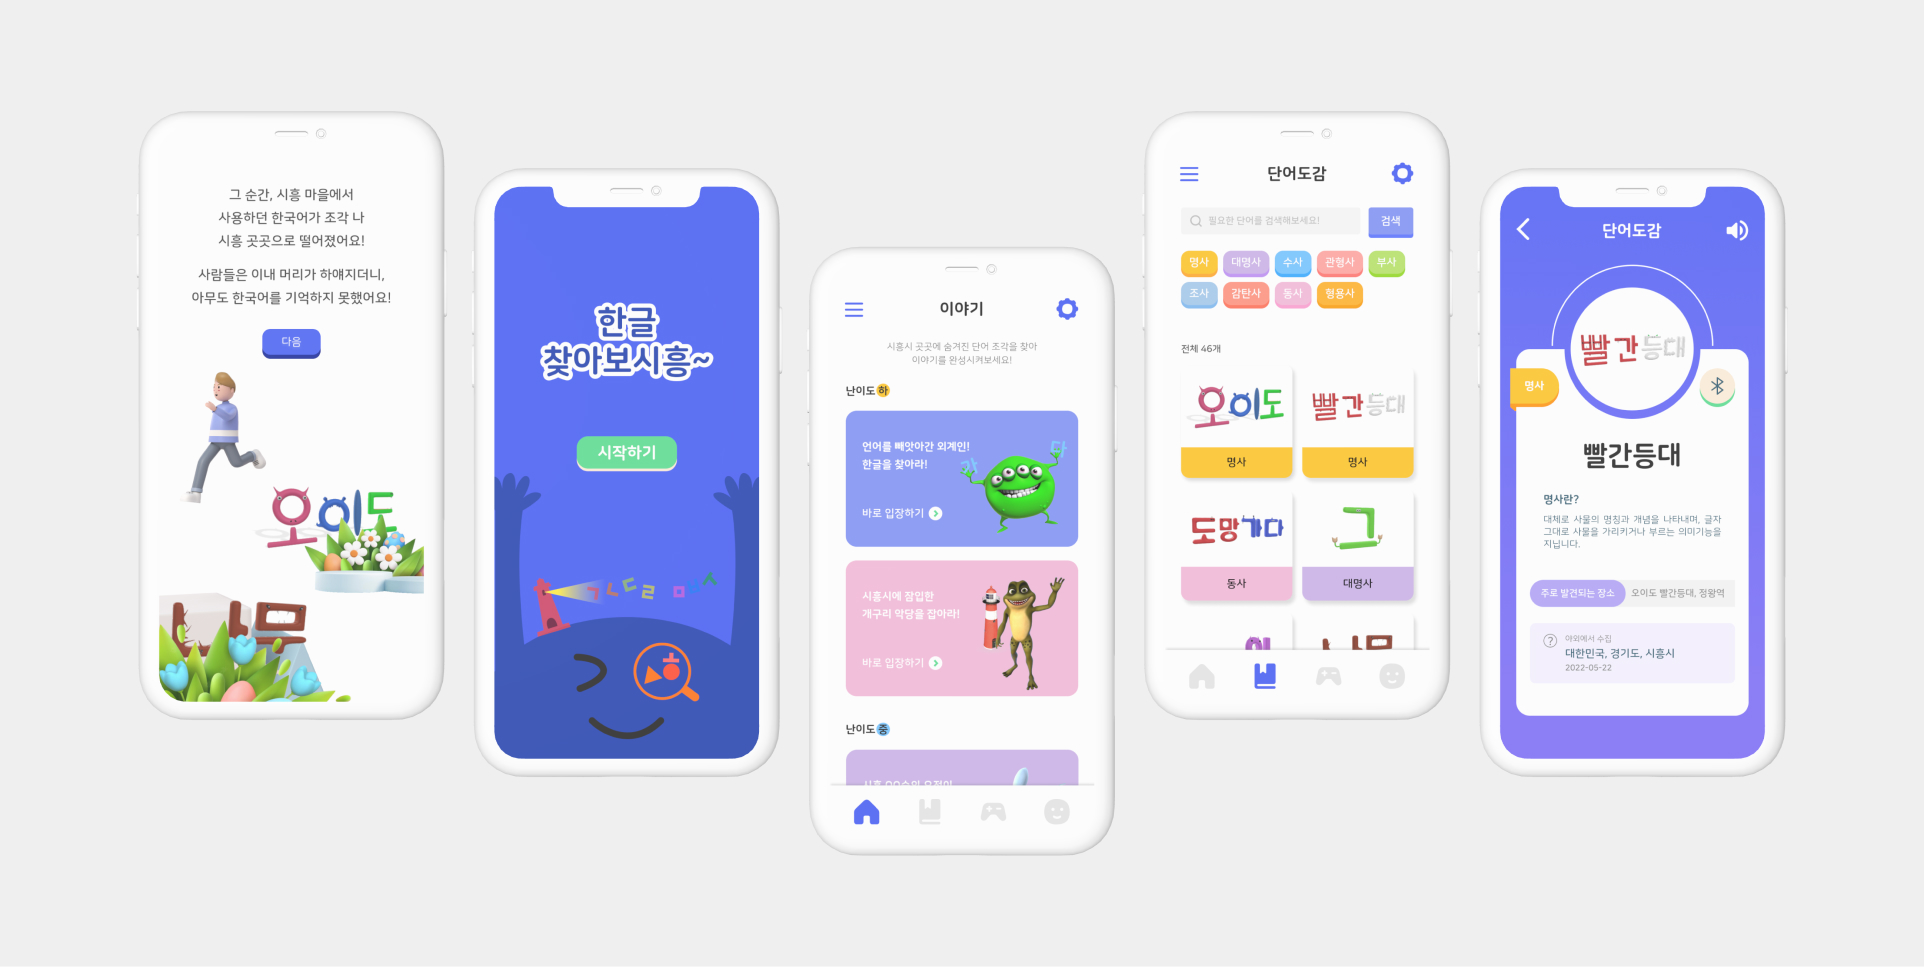 그 순간, 시흥 마을에서
사용하던 한국어가 조각 나
시흥 곳곳으로 떨어졌어요!
사람들은 이내 머리가 하얘지더니,
아무도 한국어를 기억하지 못했어요!
다음
오이도
나무
한글
찾아보시흥~
시작하기
ㄱㄴㄷㄹ ㅁㅂㅅ
시흥
이야기
시흥시 곳곳에 숨겨진 단어 조각을 찾아
이야기를 완성시켜보세요!
난이도 하
언어를 빼앗아간 외계인!
한글을 찾아라!
바로 입장하기
시흥시에 잠입한
개구리 악당을 잡아라!
바로 입장하기
난이도 중
단어도감
필요한 단어를 검색해보세요!
검색
명사 대명사 수사 관형사 부사
조사 감탄사 동사 형용사
전체 46개
오이도 빨간등대
명사 명사
도망가다 그
동사 대명사
나무
단어도감
빨간등대
명사
빨간등대
명사란?
대체로 사물의 명칭과 개념을 나타내며, 글자
그대로 사물을 가리키거나 부르는 의미기능을
지닙니다.
주로 발견되는 장소 오이도 빨간등대, 정왕역
야외에서 수집
대한민국, 경기도, 시흥시
2022-05-22